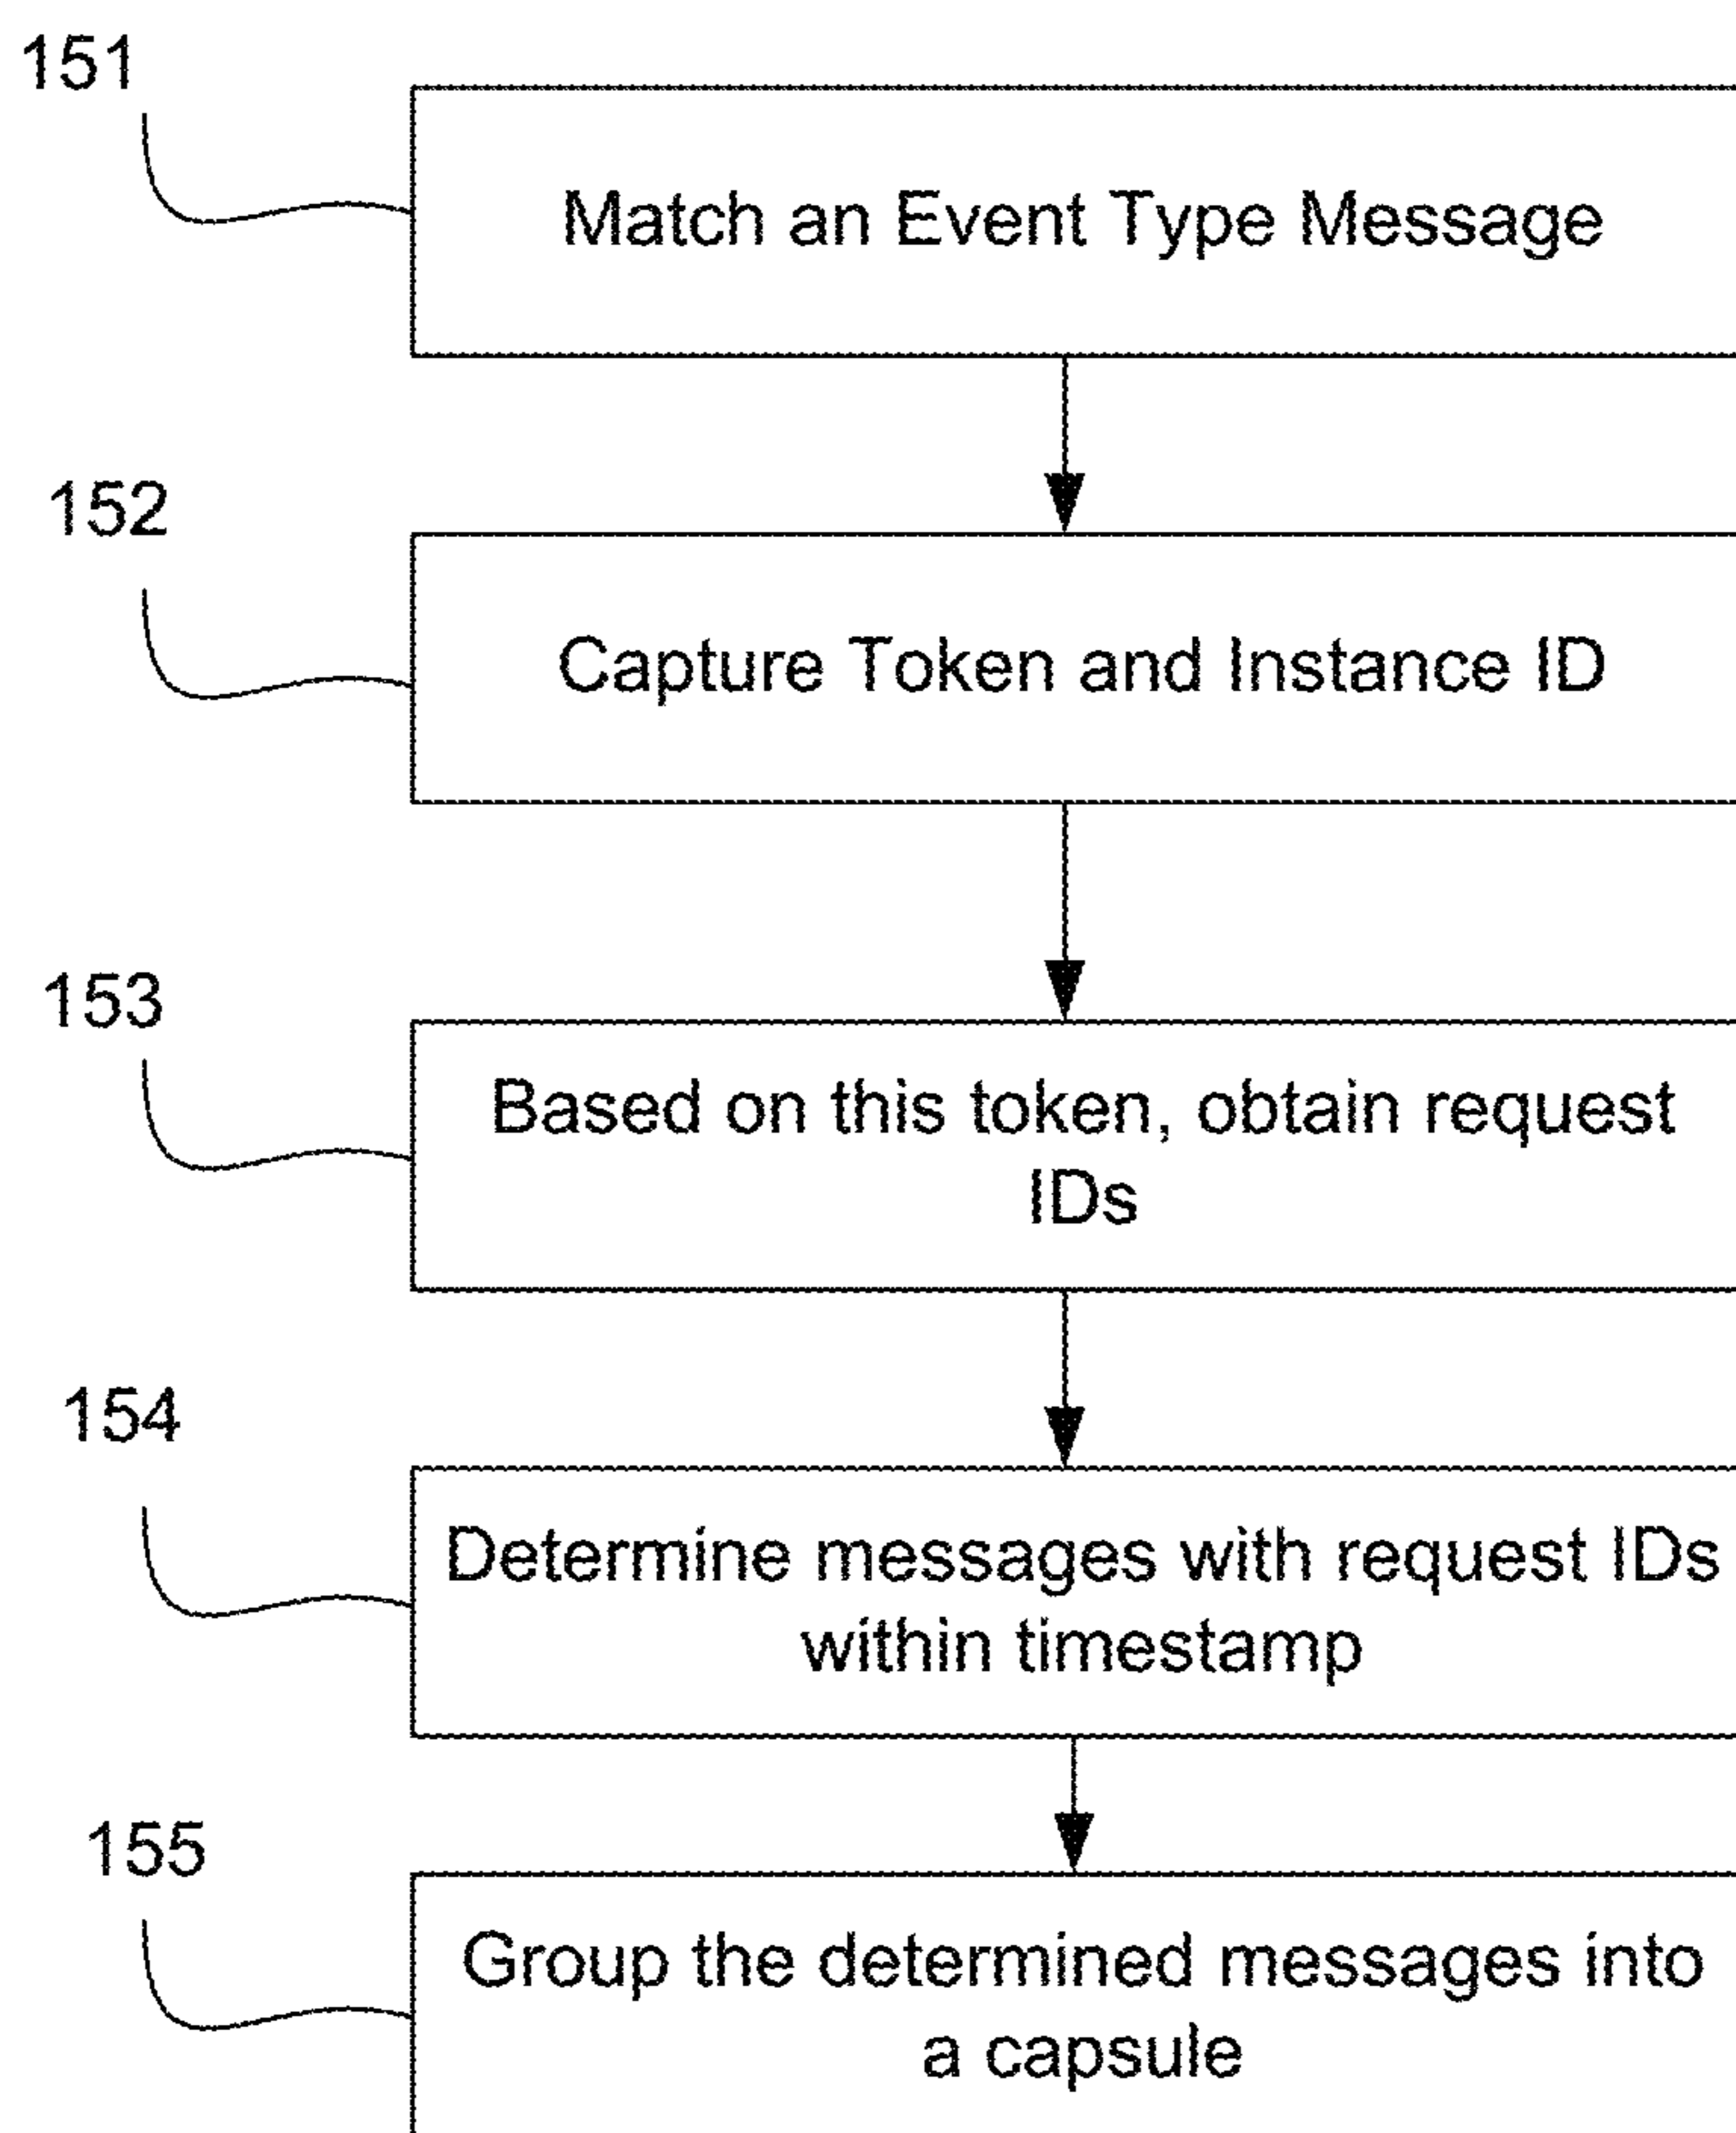 151
Match an Event Type Message
152
Capture Token and Instance ID
153
Based on this token, obtain request
IDs
154
Determine messages with request IDs
within timestamp
155
Group the determined messages into
a capsule